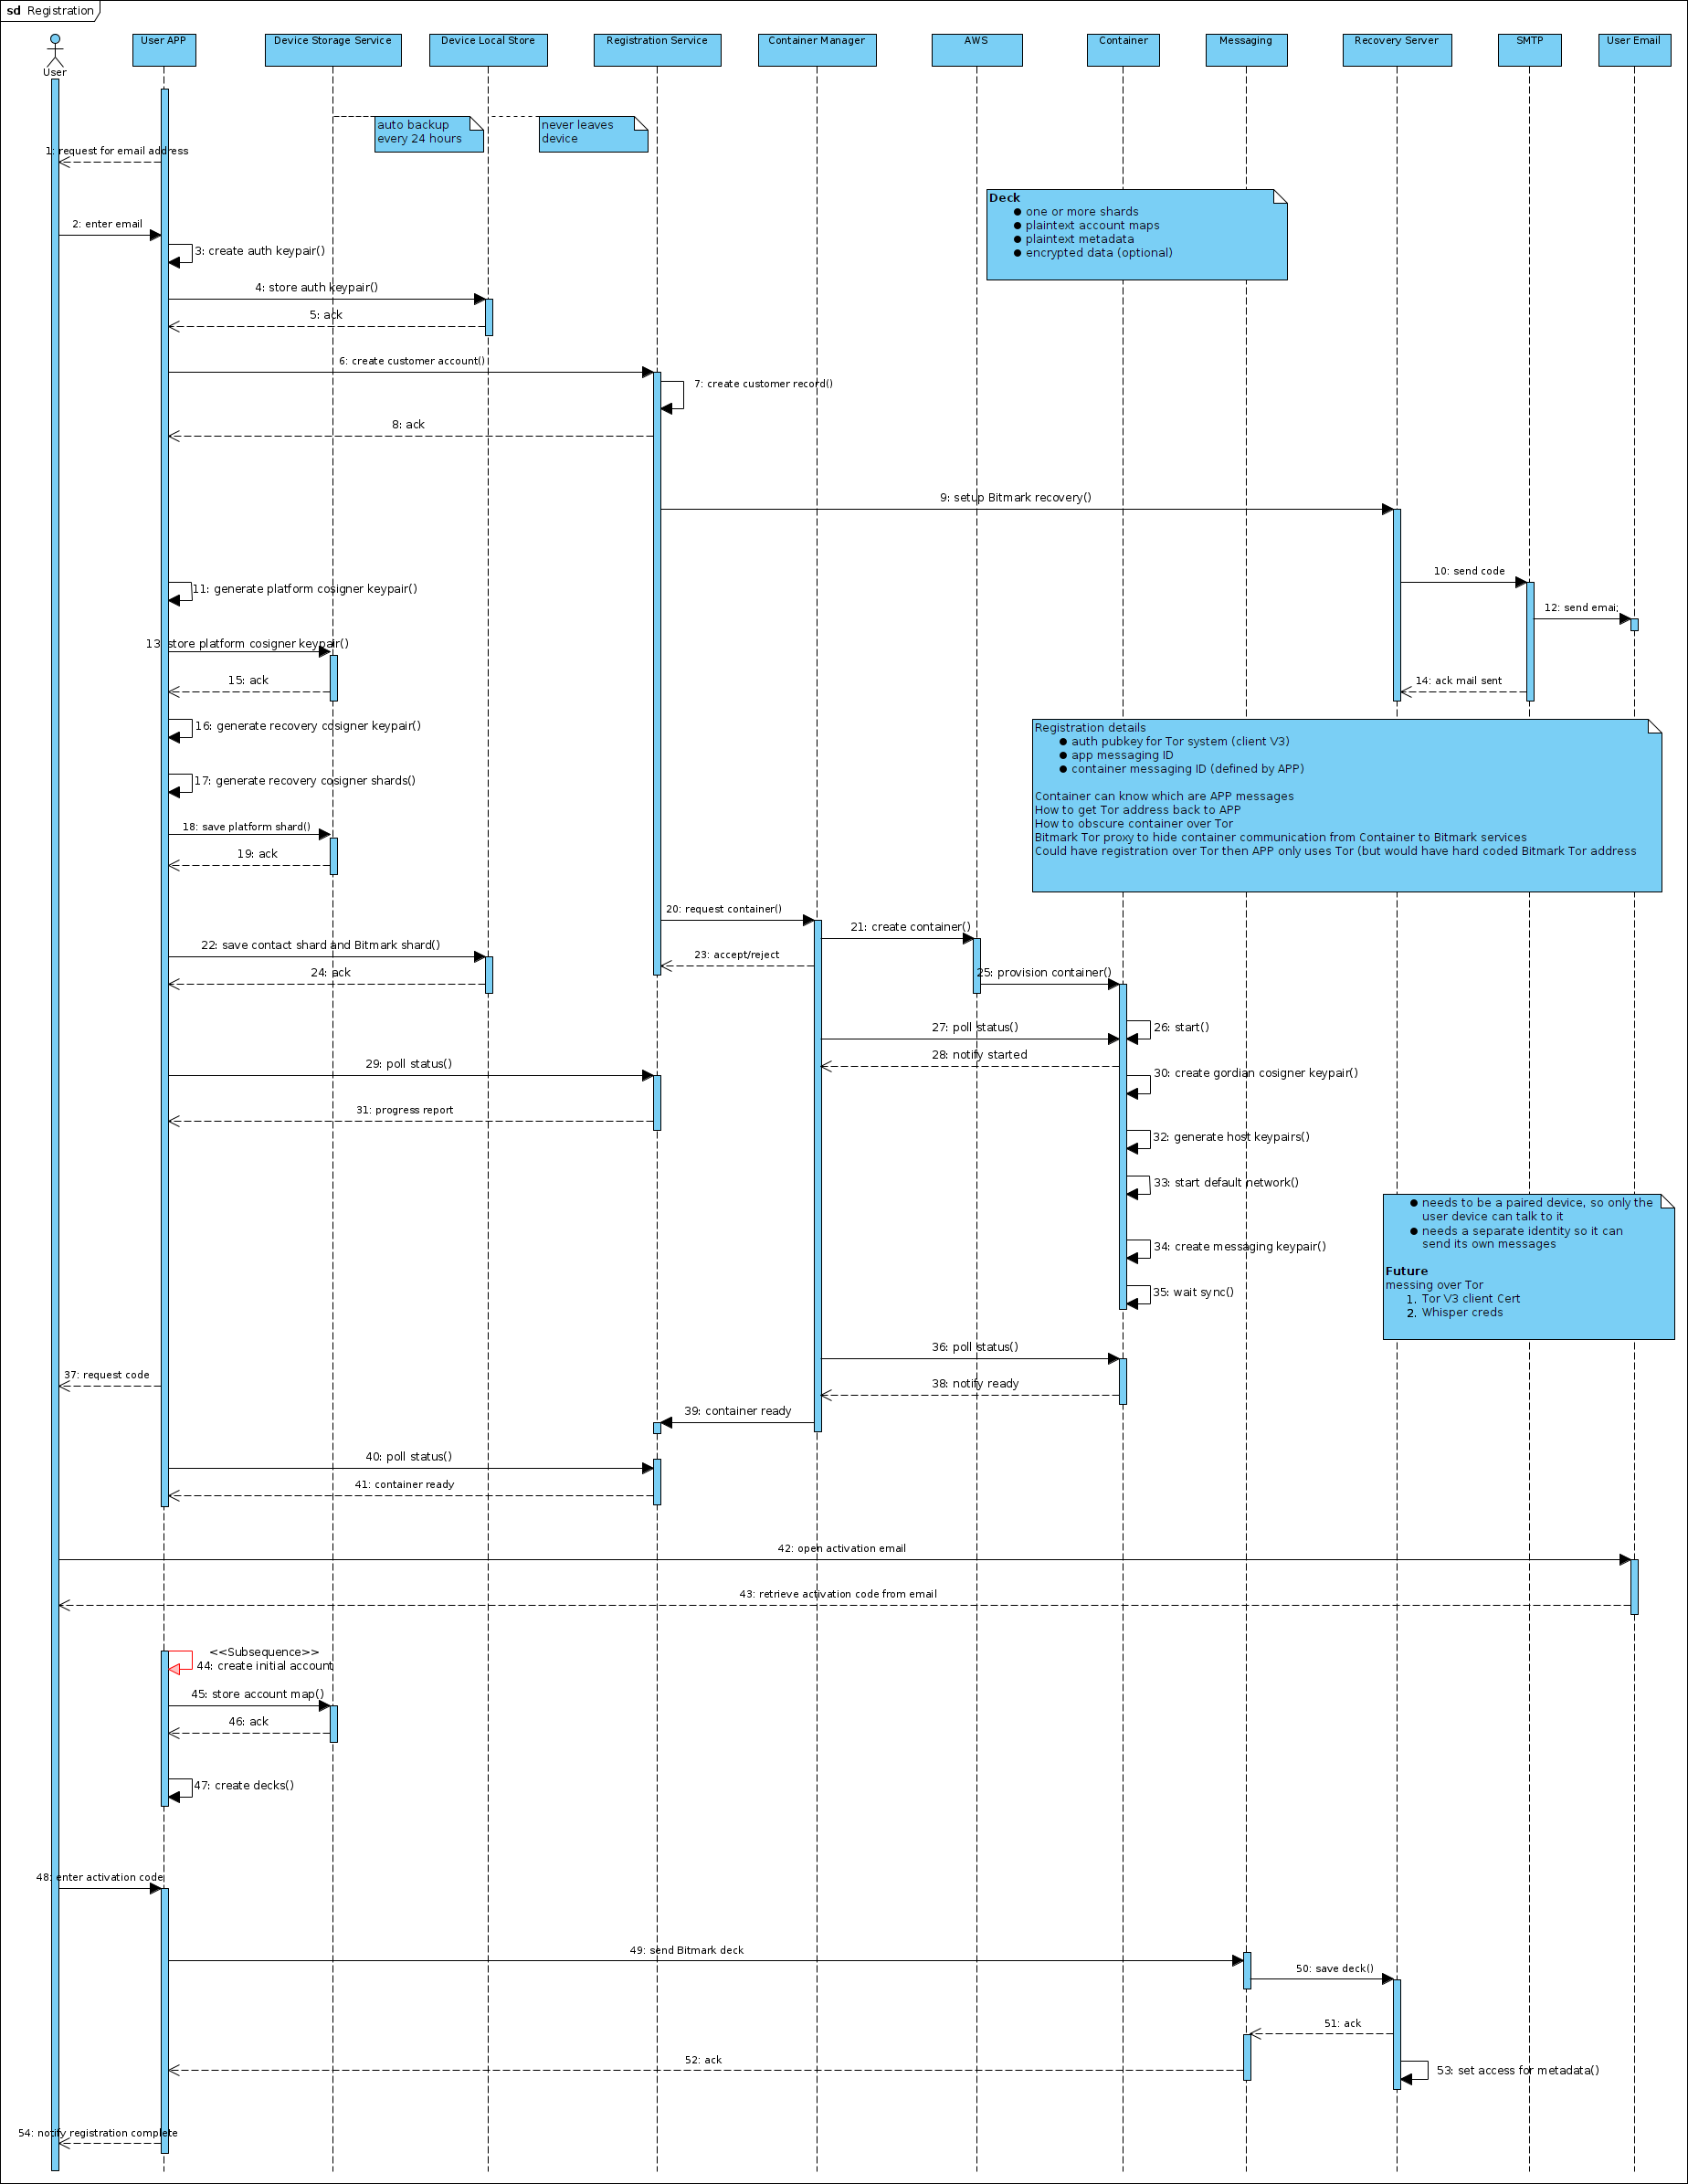 sd Registration
User
User APP
Device Storage Service
Device Local Store
Registration Service
Container Manager
AWS
Container
Messaging
Recovery Server
SMTP
User Email
auto backup
every 24 hours
never leaves
device
1: request for email address
Deck
● one or more shards
● plaintext account maps
● plaintext metadata
● encrypted data (optional)
2: enter email
3: create auth keypair()
4: store auth keypair()
5: ack
6: create customer account()
7: create customer record()
8: ack
9: setup Bitmark recovery()
10: send code
11: generate platform cosigner keypair()
12: send emai
13: store platform cosigner keypair()
14: ack mail sent
15: ack
16: generate recovery cosigner keypair()
Registration details
● auth pubkey for Tor system (client V3)
● app messaging ID
● container messaging ID (defined by APP)
Container can know which are APP messages
How to get Tor address back to APP
How to obscure container over Tor
Bitmark Tor proxy to hide container communication from Container to Bitmark services
Could have registration over Tor then APP only uses Tor (but would have hard coded Bitmark Tor address
17: generate recovery cosigner shards()
18: save platform shard()
19: ack
20: request container()
21: create container()
22: save contact shard and Bitmark shard()
23: accept/reject
24: ack
25: provision container()
26: start()
27: poll status()
28: notify started
29: poll status()
30: create gordian cosigner keypair()
31: progress report
32: generate host keypairs()
33: start default network()
● needs to be a paired device, so only the
user device can talk to it
● needs a separate identity so it can
send its own messages
Future
messing over Tor
1. Tor V3 client Cert
2. Whisper creds
34: create messaging keypair()
35: wait sync()
36: poll status()
37: request code
38: notify ready
39: container ready
40: poll status()
41: container ready
42: open activation email
43: retrieve activation code from email
<<Subsequence>>
44: create initial account
45: store account map()
46: ack
47: create decks()
48: enter activation code
49: send Bitmark deck
50: save deck()
51: ack
52: ack
53: set access for metadata()
54: notify registration complete